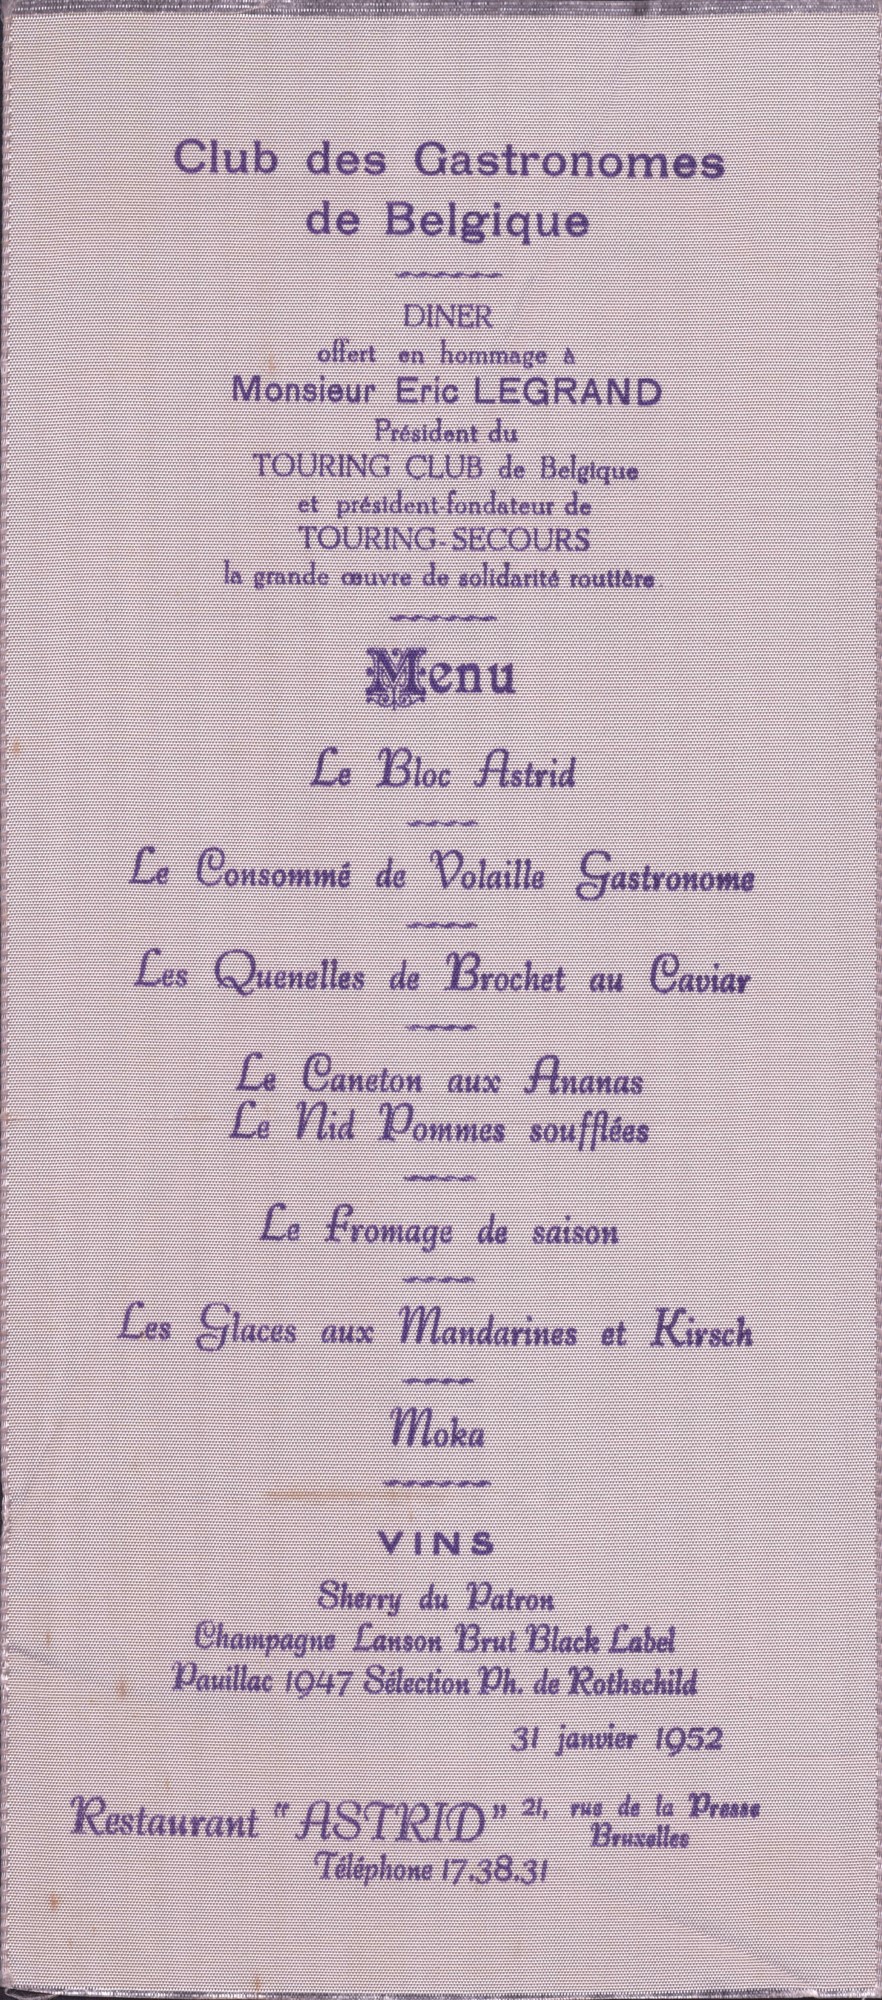 Club des Gastronomes
de Belgique
DINER
offert en hommage à
Monsieur Eric LEGRAND
Président du
TOURING CLUB de Belgique
et président-fondateur de
TOURING-SECOURS
la grande œuvre de solidarité routière.
Menu
Le Bloc Astrid
Le Consommé de Volaille Gastronome
Les Quenelles de Brochet au Caviar
Le Caneton aux Ananas
Le Nid Pommes soufflées
Le Fromage de saison
Les Glaces aux Mandarines et Kirsch
Moka
VINS
Sherry du Patron
Champagne Lanson Brut Black Label
Pauillac 1947 Sélection Ph. de Rothschild
31 janvier 1952
Restaurant "ASTRID" 21, rue de la Presse
Bruxelles
Téléphone 17.38.31